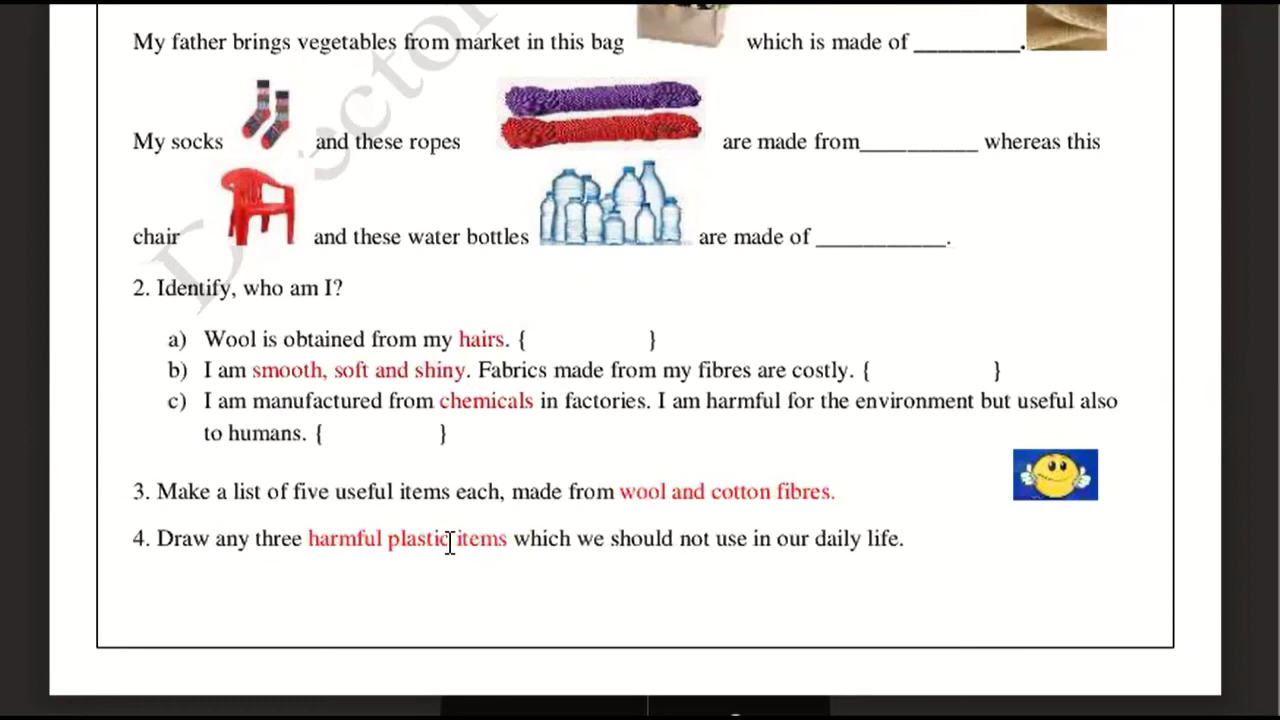 My father brings vegetables from market in this bag which is made of _________.
My socks and these ropes are made from__________ whereas this
chair and these water bottles are made of ___________.
2. Identify, who am I?
a) Wool is obtained from my hairs. { }
b) I am smooth, soft and shiny. Fabrics made from my fibres are costly. { }
c) I am manufactured from chemicals in factories. I am harmful for the environment but useful also
to humans. { }
3. Make a list of five useful items each, made from wool and cotton fibres.
4. Draw any three harmful plastic items which we should not use in our daily life.